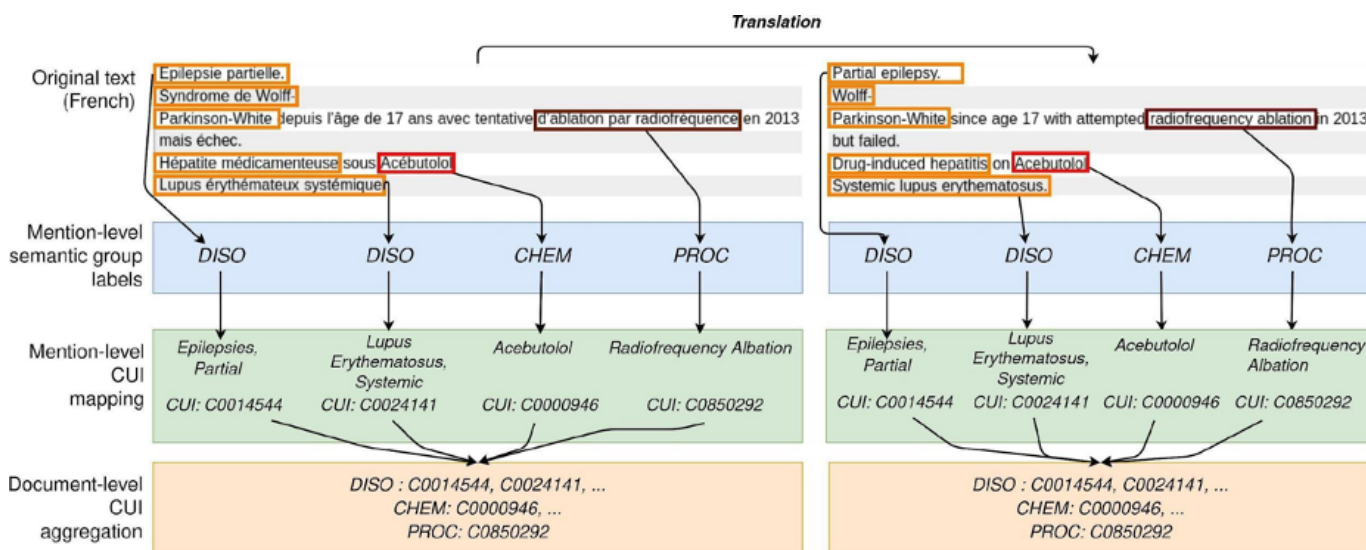 Translation
Original text
(French)
Epilepsie partielle.
Syndrome de Wolff-
Parkinson-White depuis l'âge de 17 ans avec tentative d'ablation par radiofréquence en 2013
mais échec.
Hépatite médicamenteuse sous Acébutolol
Lupus érythémateux systémique
Partial epilepsy.
Wolff-
Parkinson-White since age 17 with attempted radiofrequency ablation in 2013
but failed.
Drug-induced hepatitis on Acebutolol
Systemic lupus erythematosus.
Mention-level
semantic group
labels
DISO DISO CHEM PROC
DISO DISO CHEM PROC
Mention-level
CUI
mapping
Epilepsies,
Partial
CUI: C0014544
Lupus
Erythematosus,
Systemic
CUI: C0024141
Acebutolol
CUI: C0000946
Radiofrequency Albation
CUI: C0850292
Epilepsies,
Partial
CUI: C0014544
Lupus
Erythematosus,
Systemic
CUI: C0024141
Acebutolol
CUI: C0000946
Radiofrequency
Albation
CUI: C0850292
Document-level
CUI
aggregation
DISO : C0014544, C0024141, ...
CHEM: C0000946, ...
PROC: C0850292
DISO : C0014544, C0024141, ...
CHEM: C0000946, ...
PROC: C0850292